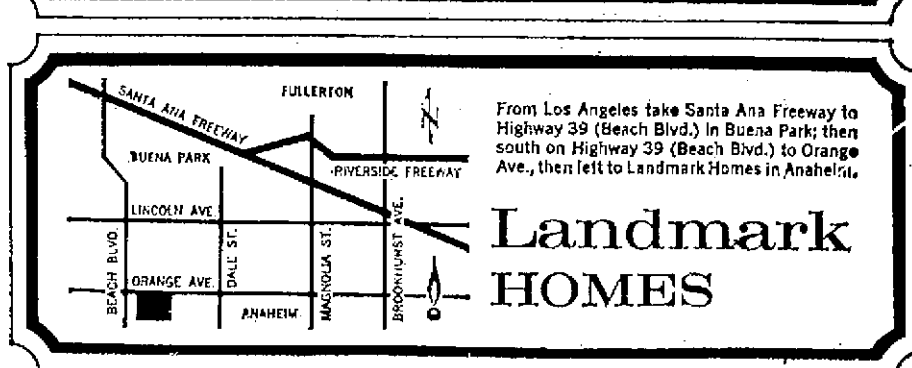 SANTA ANA FREEWAY
FULLERTON
N
BUENA PARK
RIVERSIDE FREEWAY
LINCOLN AVE.
BEACH BLVD.
DALE ST.
MAGNOLIA ST.
BROOKHURST AVE.
ORANGE AVE.
ANAHEIM
From Los Angeles take Santa Ana Freeway to
Highway 39 (Beach Blvd.) in Buena Park; then
south on Highway 39 (Beach Blvd.) to Orange
Ave., then left to Landmark Homes in Anaheim.
Landmark
HOMES